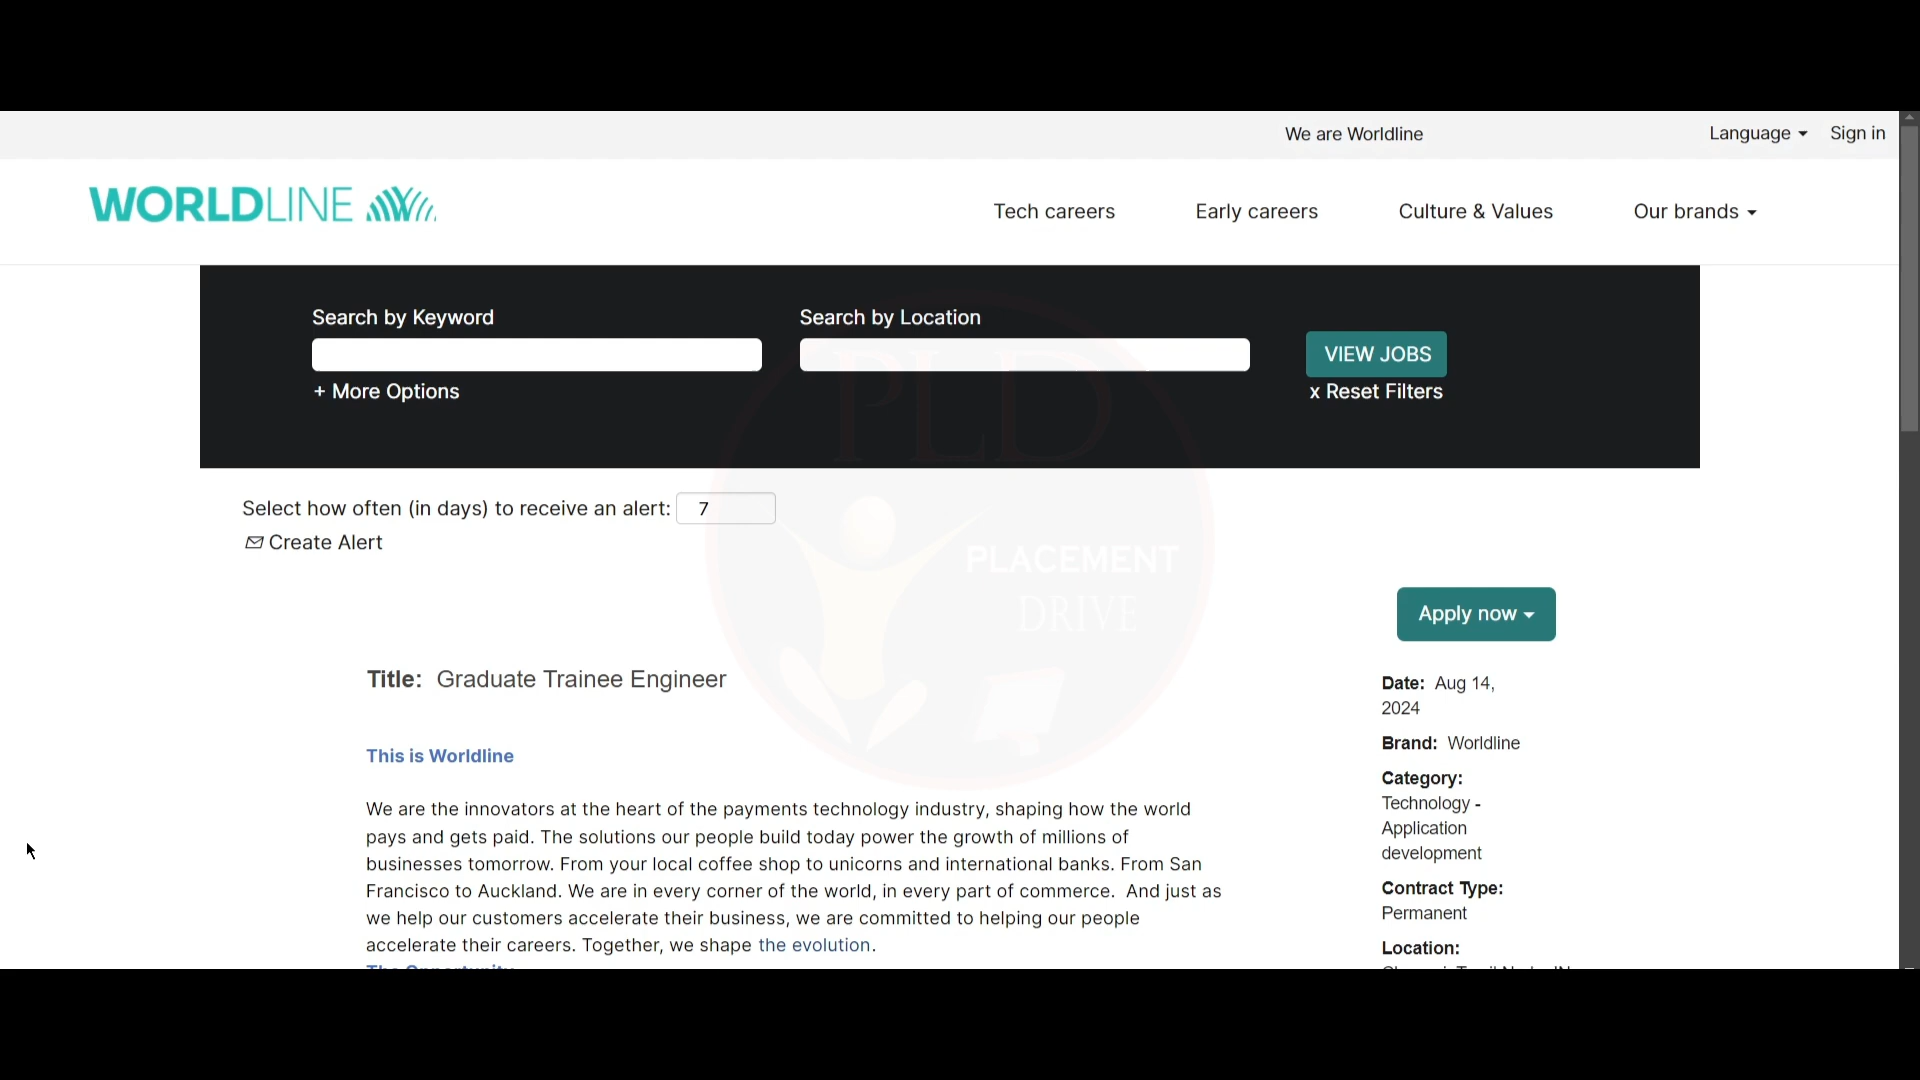 We are Worldline
Language
Sign in
WORLDLINE
Tech careers
Early careers
Culture & Values
Our brands
Search by Keyword
Search by Location
VIEW JOBS
+ More Options
x Reset Filters
PLD
Select how often (in days) to receive an alert: 7
Create Alert
PLACEMENT
DRIVE
Apply now
Title: Graduate Trainee Engineer
Date: Aug 14,
2024
This is Worldline
Brand: Worldline
Category:
Technology -
Application
development
We are the innovators at the heart of the payments technology industry, shaping how the world
pays and gets paid. The solutions our people build today power the growth of millions of
businesses tomorrow. From your local coffee shop to unicorns and international banks. From San
Francisco to Auckland. We are in every corner of the world, in every part of commerce. And just as
we help our customers accelerate their business, we are committed to helping our people
accelerate their careers. Together, we shape the evolution.
Contract Type:
Permanent
Location: